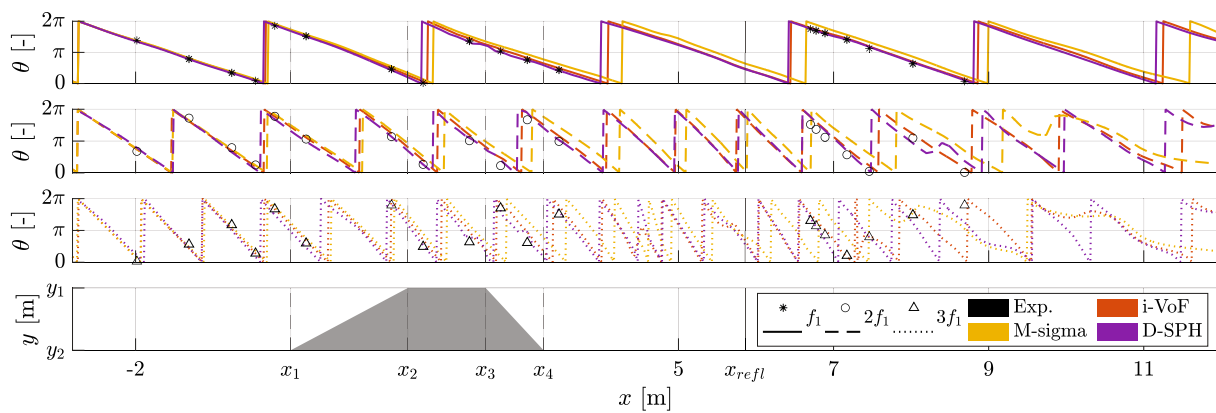 2π
θ [-]
0
2π
θ [-]
π
0
2π
θ [-]
π
0
y₁
y [m]
y₂
f₁ 2f₁ 3f₁
Exp. i-VoF
M-sigma D-SPH
-2 x₁ x₂ x₃ x₄ 5 x_refl 7 9 11
x [m]